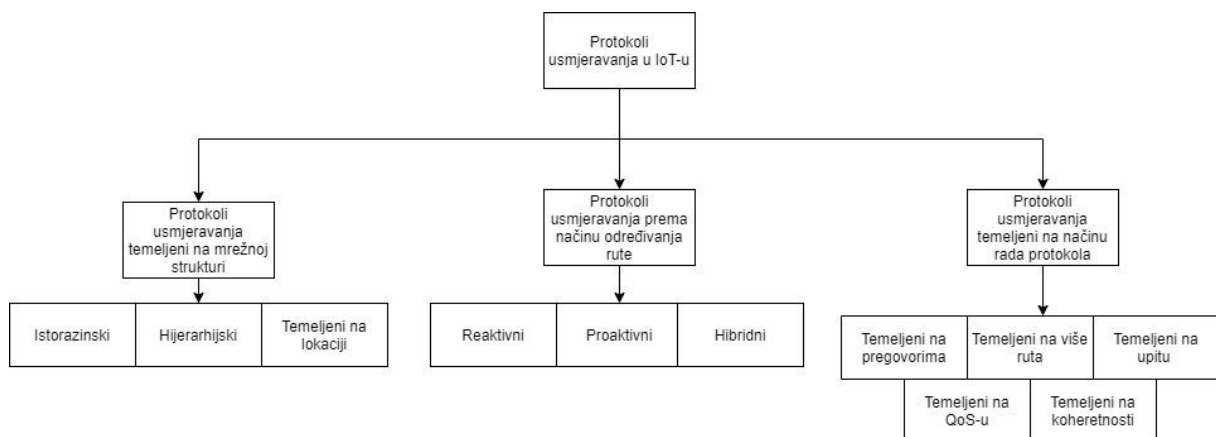 Protokoli
usmjeravanja u IoT-u
Protokoli
usmjeravanja
temeljeni na mrežnoj
strukturi
Protokoli
usmjeravanja prema
načinu određivanja
rute
Protokoli
usmjeravanja
temeljeni na načinu
rada protokola
Istorazinski
Hijerarhijski
Temeljeni na
lokaciji
Reaktivni
Proaktivni
Hibridni
Temeljeni na
pregovorima
Temeljeni na više
ruta
Temeljeni na
upitu
Temeljeni na
QoS-u
Temeljeni na
koheretnosti